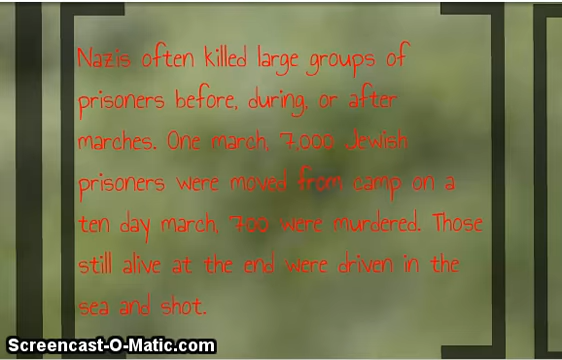 Nazis often killed large groups of
prisoners before, during, or after
marches. One march, 7,000 Jewish
prisoners were moved from camp on a
ten day march, 700 were murdered. Those
still alive at the end were driven in the
sea and shot.
Screencast-O-Matic.com